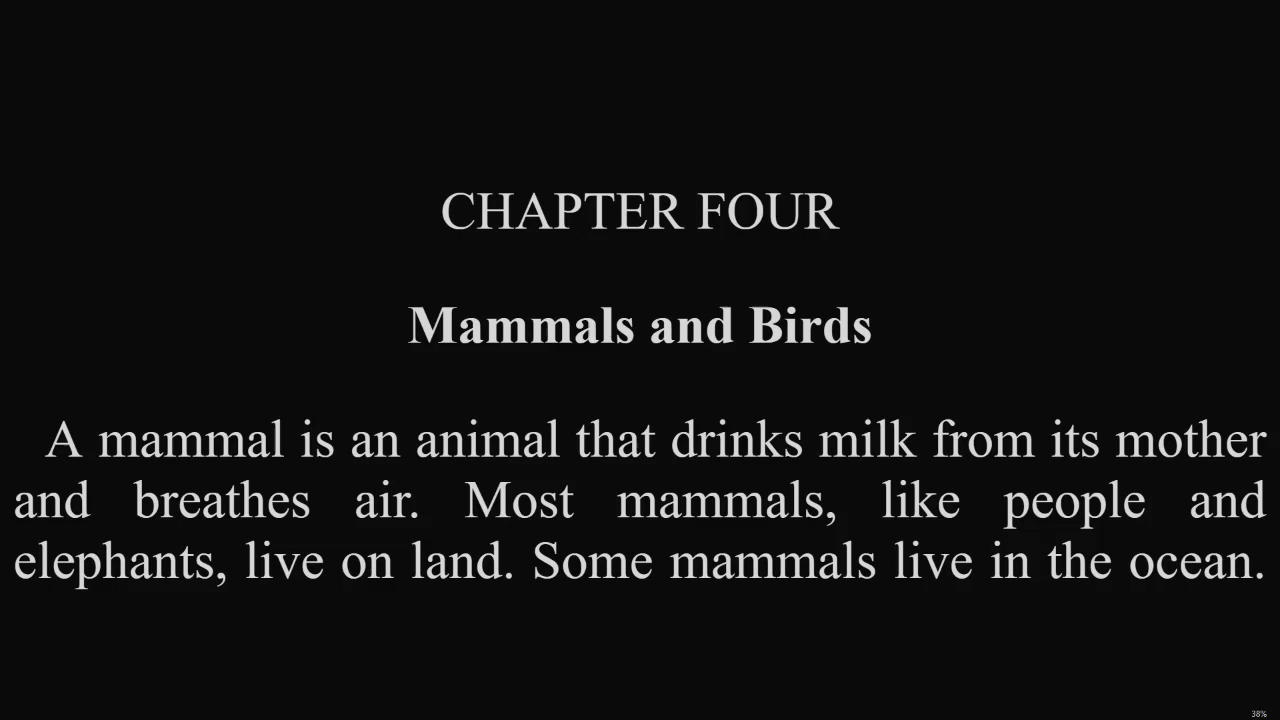 CHAPTER FOUR
Mammals and Birds
A mammal is an animal that drinks milk from its mother
and breathes air. Most mammals, like people and
elephants, live on land. Some mammals live in the ocean.
38%